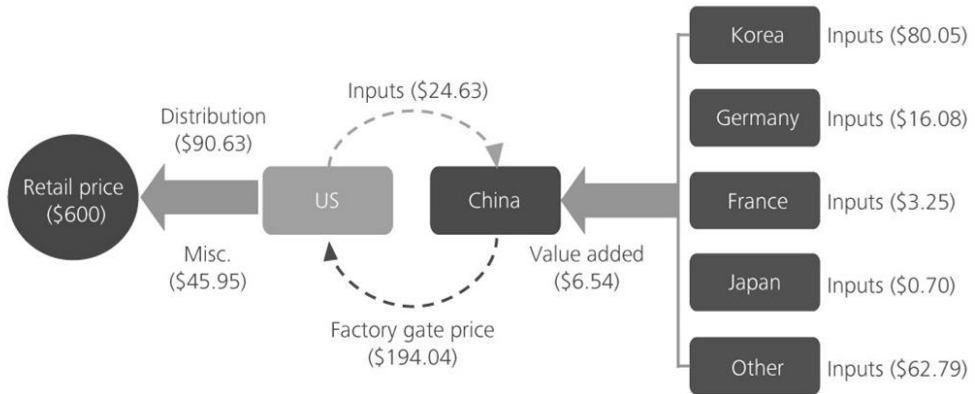 Korea
Inputs ($80.05)
Inputs ($24.63)
Distribution
($90.63)
Germany
Inputs ($16.08)
Retail price
($600)
US
China
France
Inputs ($3.25)
Misc.
($45.95)
Value added
($6.54)
Japan
Inputs ($0.70)
Factory gate price
($194.04)
Other
Inputs ($62.79)